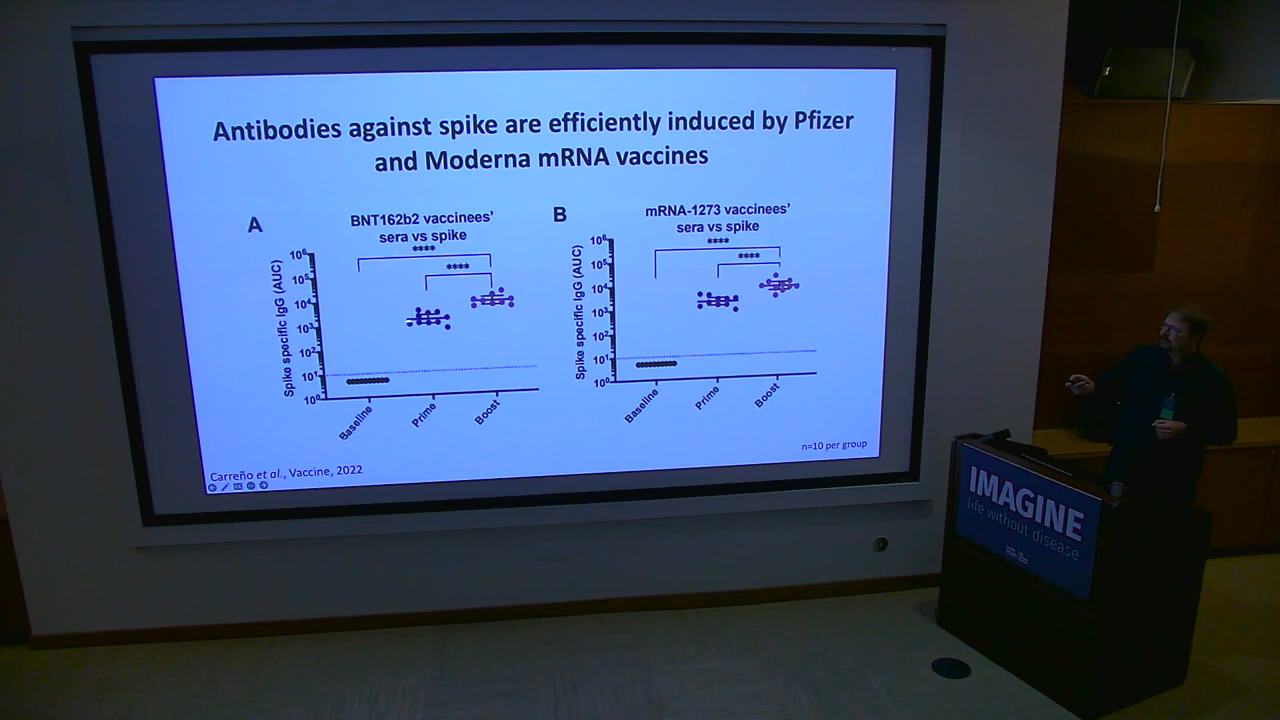 Antibodies against spike are efficiently induced by Pfizer
and Moderna mRNA vaccines
A
BNT162b2 vaccinees'
sera vs spike
****
****
Spike specific IgG (AUC)
10⁶
10⁵
10⁴
10³
10²
10¹
10⁰
Baseline
Prime
Boost
B
mRNA-1273 vaccinees'
sera vs spike
****
****
Spike specific IgG (AUC)
10⁶
10⁵
10⁴
10³
10²
10¹
10⁰
Baseline
Prime
Boost
n=10 per group
Carreño et al., Vaccine, 2022
IMAGINE
life without disease.